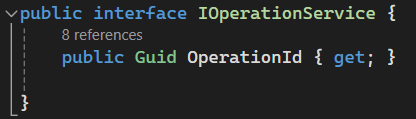 public interface IOperationService {
8 references
public Guid OperationId { get; }
}